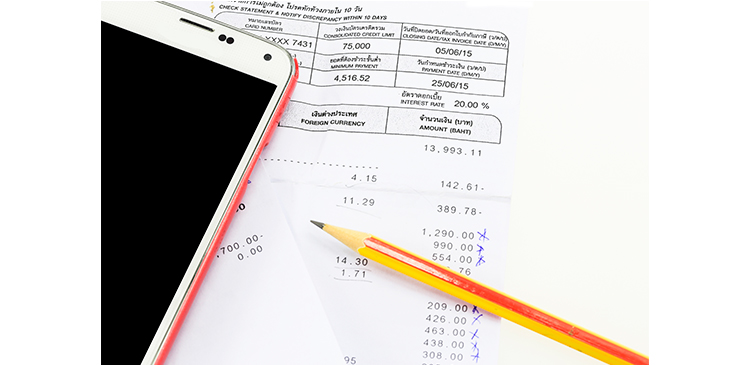 การไม่ถูกต้อง โปรดทักท้วงภายใน 10 วัน
CHECK STATEMENT & NOTIFY DISCREPANCY WITHIN 10 DAYS
หมายเลขบัตร
CARD NUMBER
วงเงินบัตรเครดิตรวม
CONSOLIDATED CREDIT LIMIT
วันที่ปิดยอด/วันที่ออกใบกำกับภาษี (ว/ด/ป)
CLOSING DATE/TAX INVOICE DATE (D/M/Y)
XXXX 7431
75,000
05/06/15
ยอดที่ต้องชำระขั้นต่ำ
MINIMUM PAYMENT
วันกำหนดชำระเงิน (ว/ด/ป)
PAYMENT DATE (D/M/Y)
4,516.52
25/06/15
อัตราดอกเบี้ย
INTEREST RATE 20.00 %
เงินต่างประเทศ
FOREIGN CURRENCY
จำนวนเงิน (บาท)
AMOUNT (BAHT)
13,993.11
4.15 142.61-
11.29 389.78-
1,290.00
990.00
554.00
14.30 76
1.71
209.00
426.00
463.00
438.00
308.00
95
,700.00-
0.00